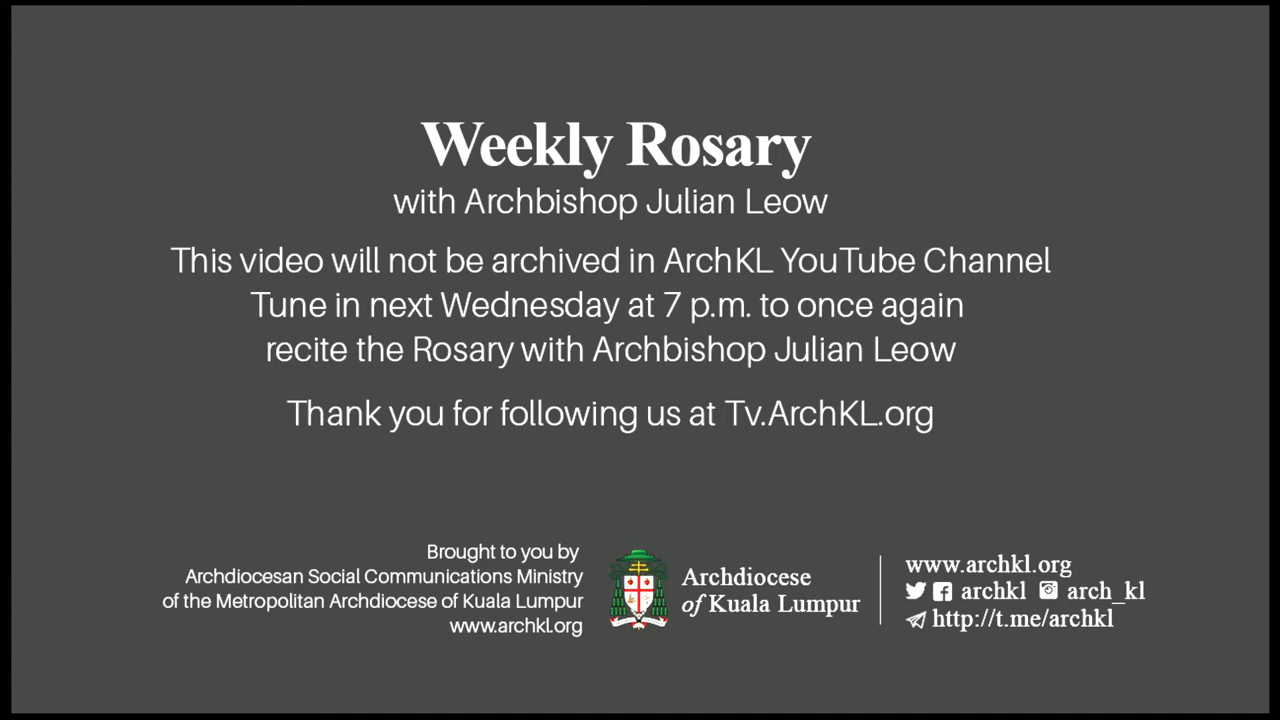 Weekly Rosary
with Archbishop Julian Leow
This video will not be archived in ArchKL YouTube Channel
Tune in next Wednesday at 7 p.m. to once again
recite the Rosary with Archbishop Julian Leow
Thank you for following us at Tv.ArchKL.org
Brought to you by
Archdiocesan Social Communications Ministry
of the Metropolitan Archdiocese of Kuala Lumpur
www.archkl.org
Archdiocese
of Kuala Lumpur
www.archkl.org
archkl arch_kl
http://t.me/archkl